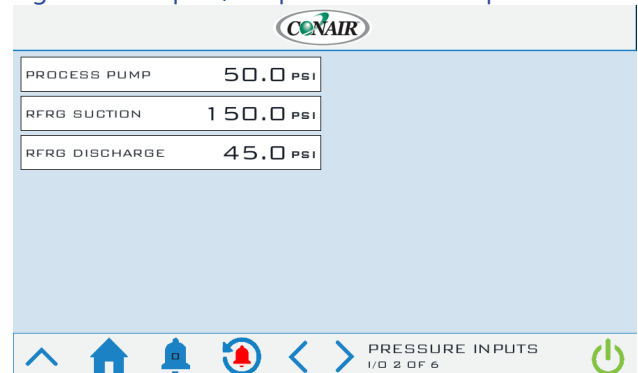 CONAIR
PROCESS PUMP 50.0 PSI
RFRG SUCTION 150.0 PSI
RFRG DISCHARGE 45.0 PSI
0
PRESSURE INPUTS
I/O 2 OF 6